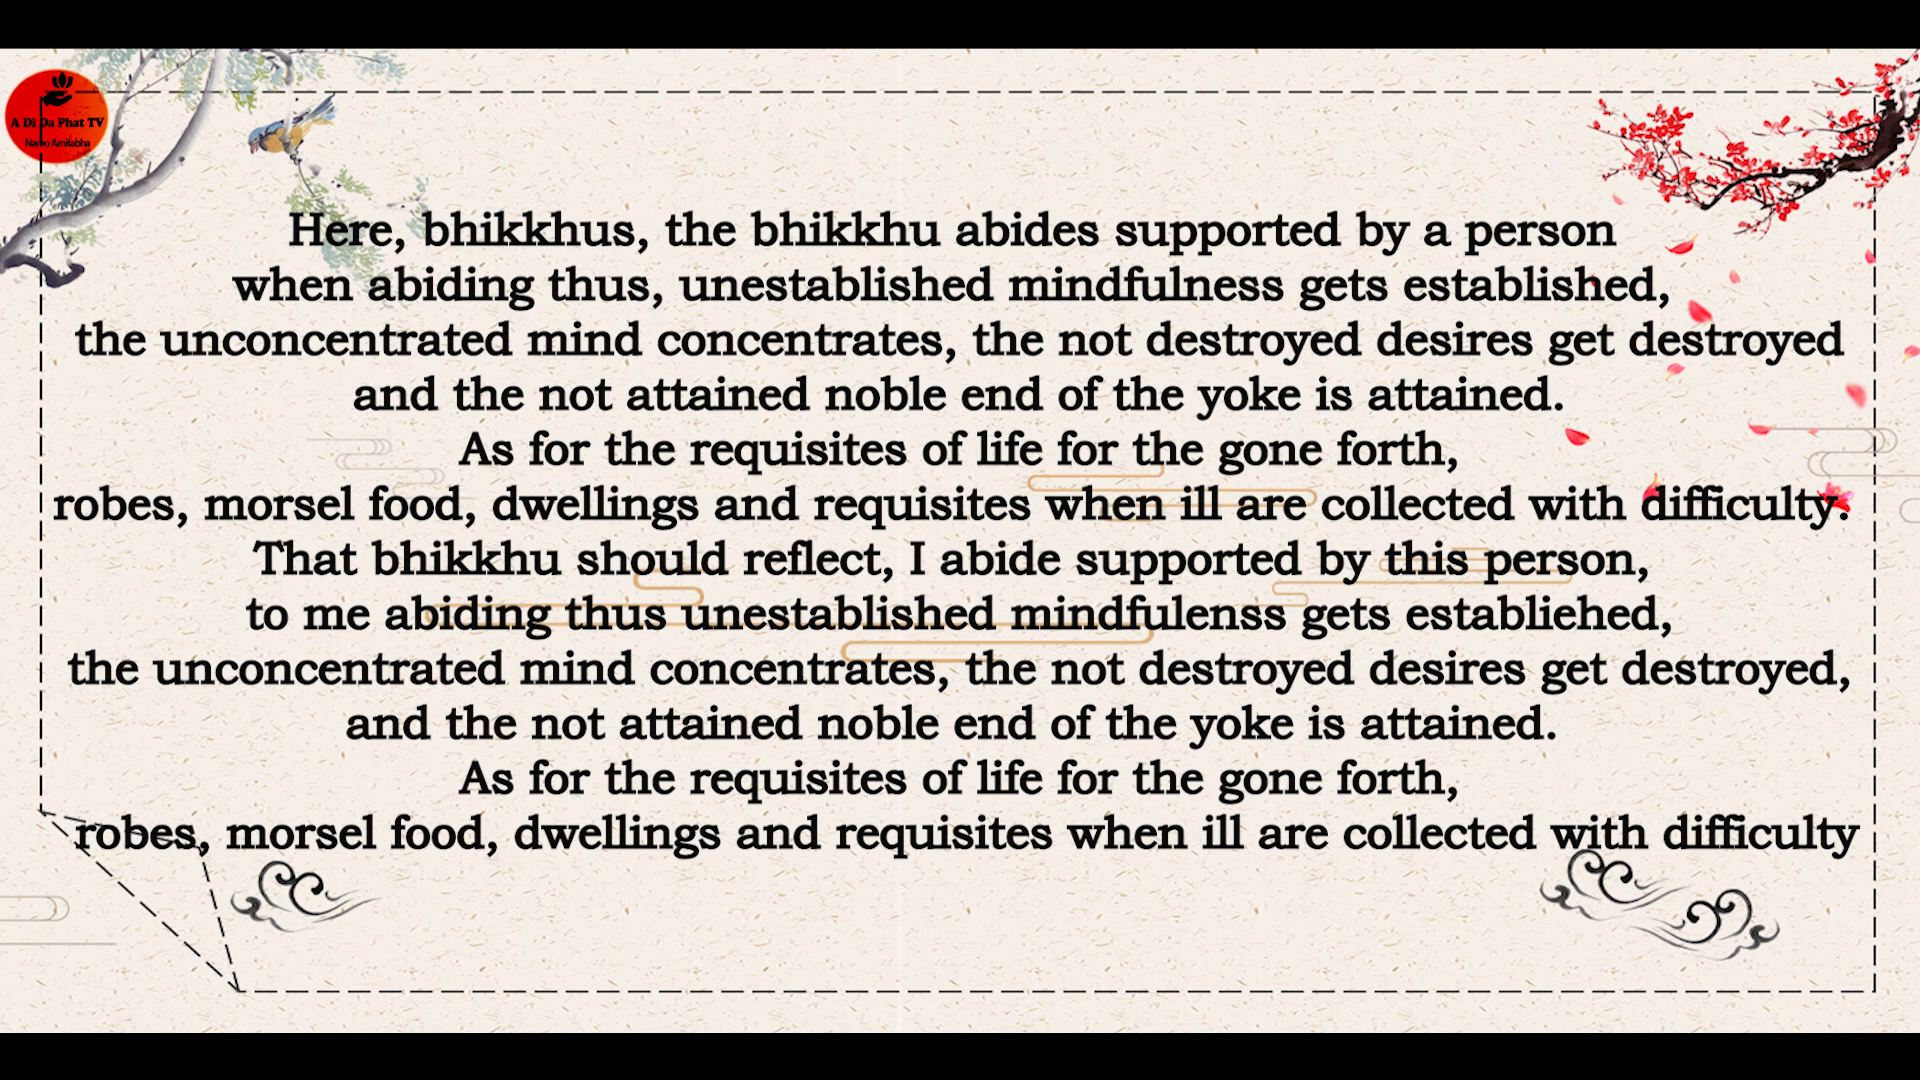 A Di Da Phat TV
Namo Amitabha
Here, bhikkhus, the bhikkhu abides supported by a person
when abiding thus, unestablished mindfulness gets established,
the unconcentrated mind concentrates, the not destroyed desires get destroyed
and the not attained noble end of the yoke is attained.
As for the requisites of life for the gone forth,
robes, morsel food, dwellings and requisites when ill are collected with difficulty.
That bhikkhu should reflect, I abide supported by this person,
to me abiding thus unestablished mindfulenss gets establiehed,
the unconcentrated mind concentrates, the not destroyed desires get destroyed,
and the not attained noble end of the yoke is attained.
As for the requisites of life for the gone forth,
robes, morsel food, dwellings and requisites when ill are collected with difficulty